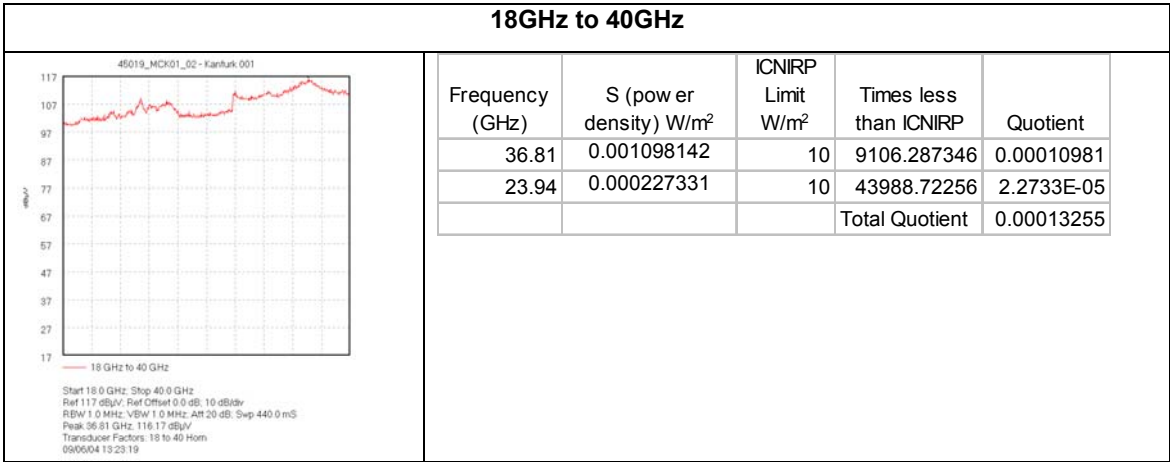 18GHz to 40GHz
45019_MCK01_02 - Kanturk 001
117
107
97
87
77
67
57
47
37
27
17
dBµV
18 GHz to 40 GHz
Start 18.0 GHz; Stop 40.0 GHz
Ref 117 dBµV; Ref Offset 0.0 dB; 10 dB/div
RBW 1.0 MHz; VBW 1.0 MHz; Att 20 dB; Swp 440.0 mS
Peak 36.81 GHz, 116.17 dBµV
Transducer Factors: 18 to 40 Horn
09/06/04 13:23:19
Frequency (GHz) S (pow er density) W/m² ICNIRP Limit W/m² Times less than ICNIRP Quotient
36.81 0.001098142 10 9106.287346 0.00010981
23.94 0.000227331 10 43988.72256 2.2733E-05
Total Quotient 0.00013255